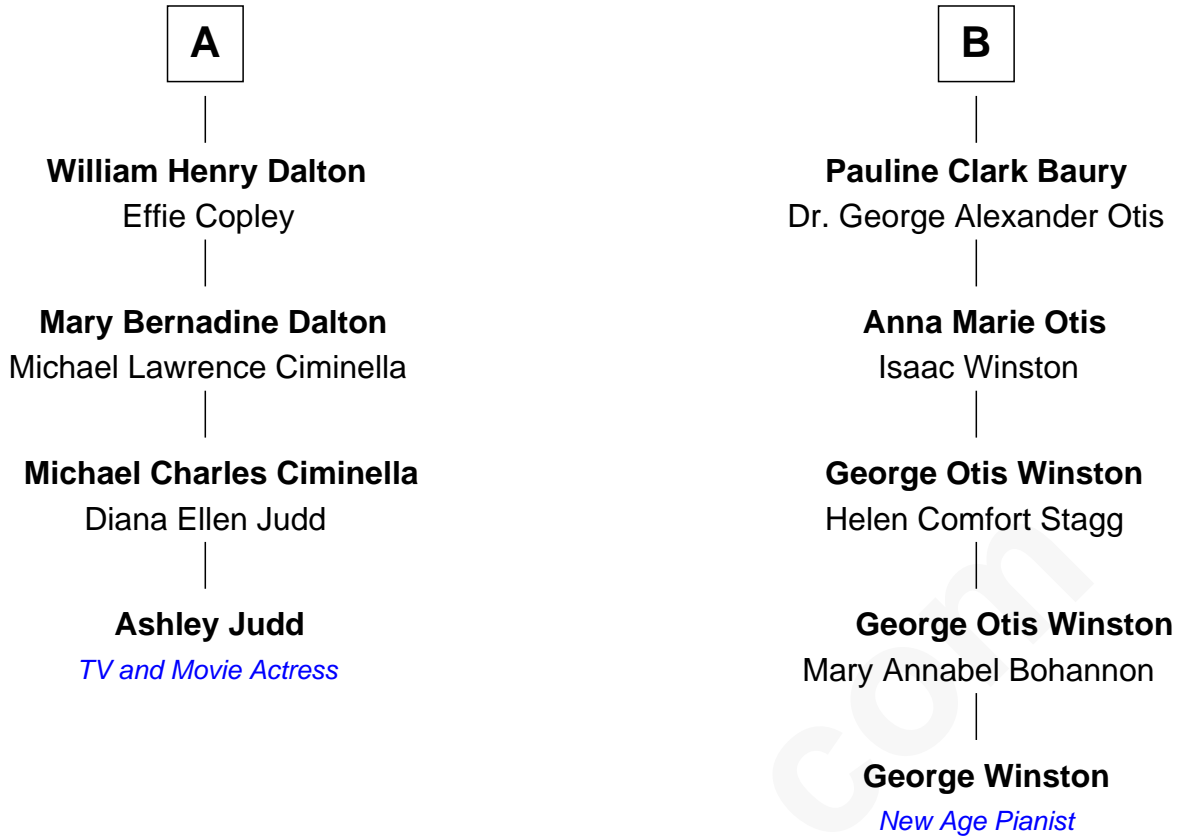 A
William Henry Dalton
Effie Copley
Mary Bernadine Dalton
Michael Lawrence Ciminella
Michael Charles Ciminella
Diana Ellen Judd
Ashley Judd
TV and Movie Actress
B
Pauline Clark Baury
Dr. George Alexander Otis
Anna Marie Otis
Isaac Winston
George Otis Winston
Helen Comfort Stagg
George Otis Winston
Mary Annabel Bohannon
George Winston
New Age Pianist
com